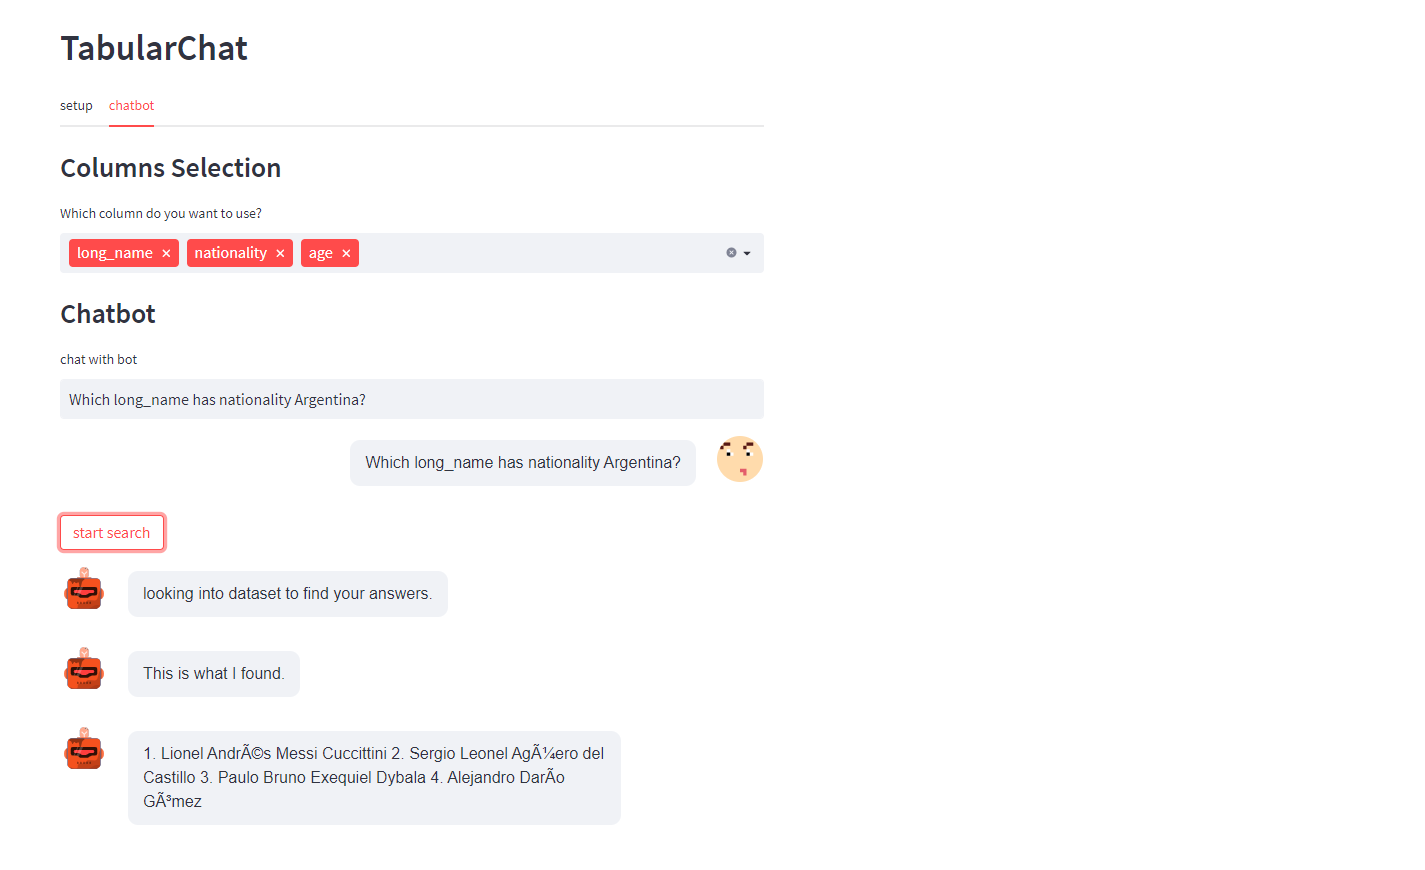 TabularChat
setup chatbot
Columns Selection
Which column do you want to use?
long_name × nationality × age ×
Chatbot
chat with bot
Which long_name has nationality Argentina?
Which long_name has nationality Argentina?
start search
looking into dataset to find your answers.
This is what I found.
1. Lionel AndrÃ©s Messi Cuccittini 2. Sergio Leonel AgÃ¼ero del
Castillo 3. Paulo Bruno Exequiel Dybala 4. Alejandro DarÃ­o
GÃ³mez